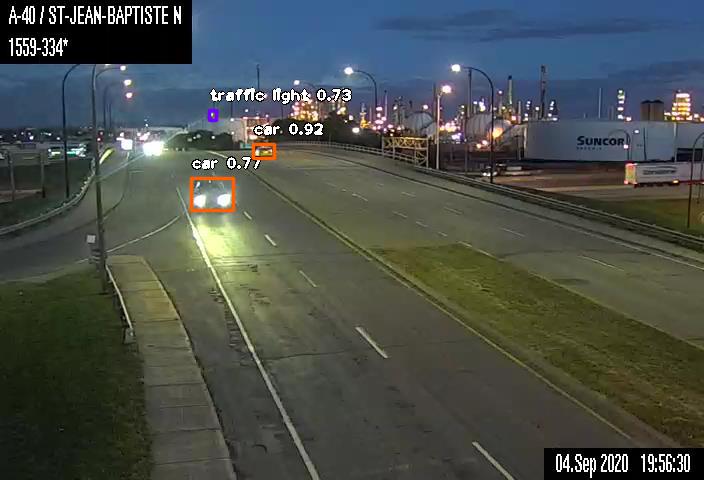 A-40 / ST-JEAN-BAPTISTE N
1559-334*
traffic light 0.73
car 0.92
car 0.77
SUNCOR
04.Sep 2020 19:56:30